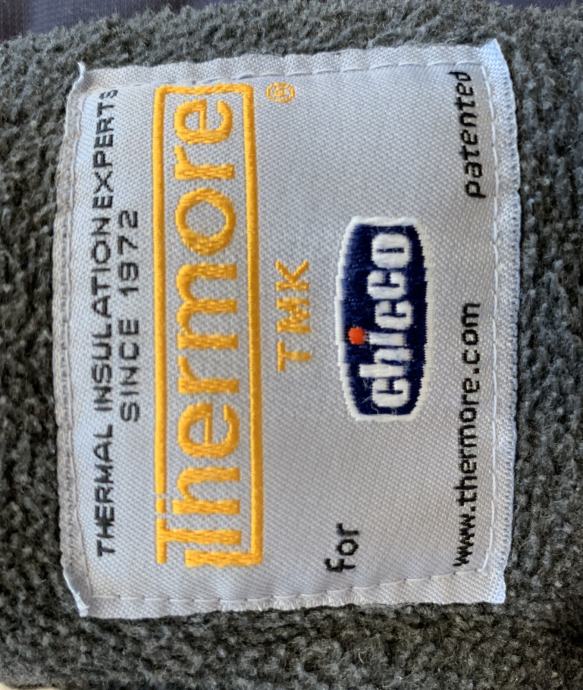 THERMAL INSULATION EXPERTS
SINCE 1972
Thermore®
TMK
for chicco
www.thermore.com patented